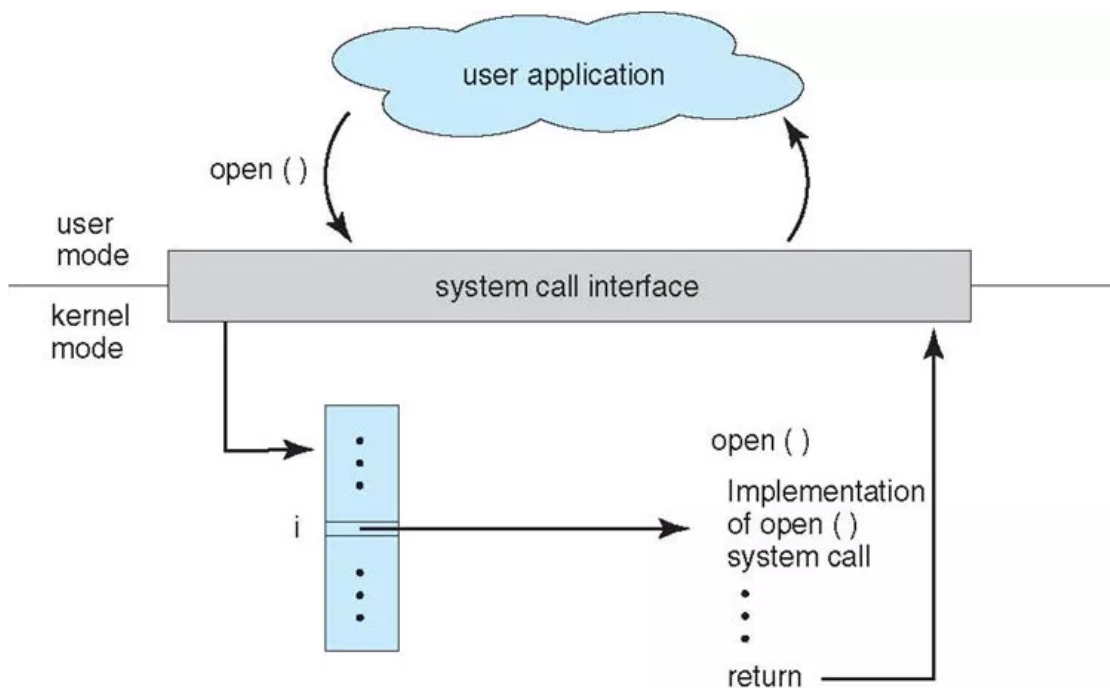 user application
open ( )
user
mode
system call interface
kernel
mode
open ( )
Implementation
of open ( )
system call
i
return